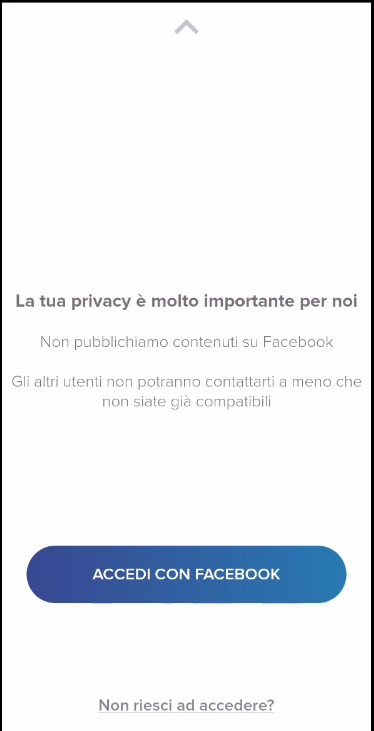 La tua privacy è molto importante per noi
Non pubblichiamo contenuti su Facebook
Gli altri utenti non potranno contattarti a meno che
non siate già compatibili
ACCEDI CON FACEBOOK
Non riesci ad accedere?